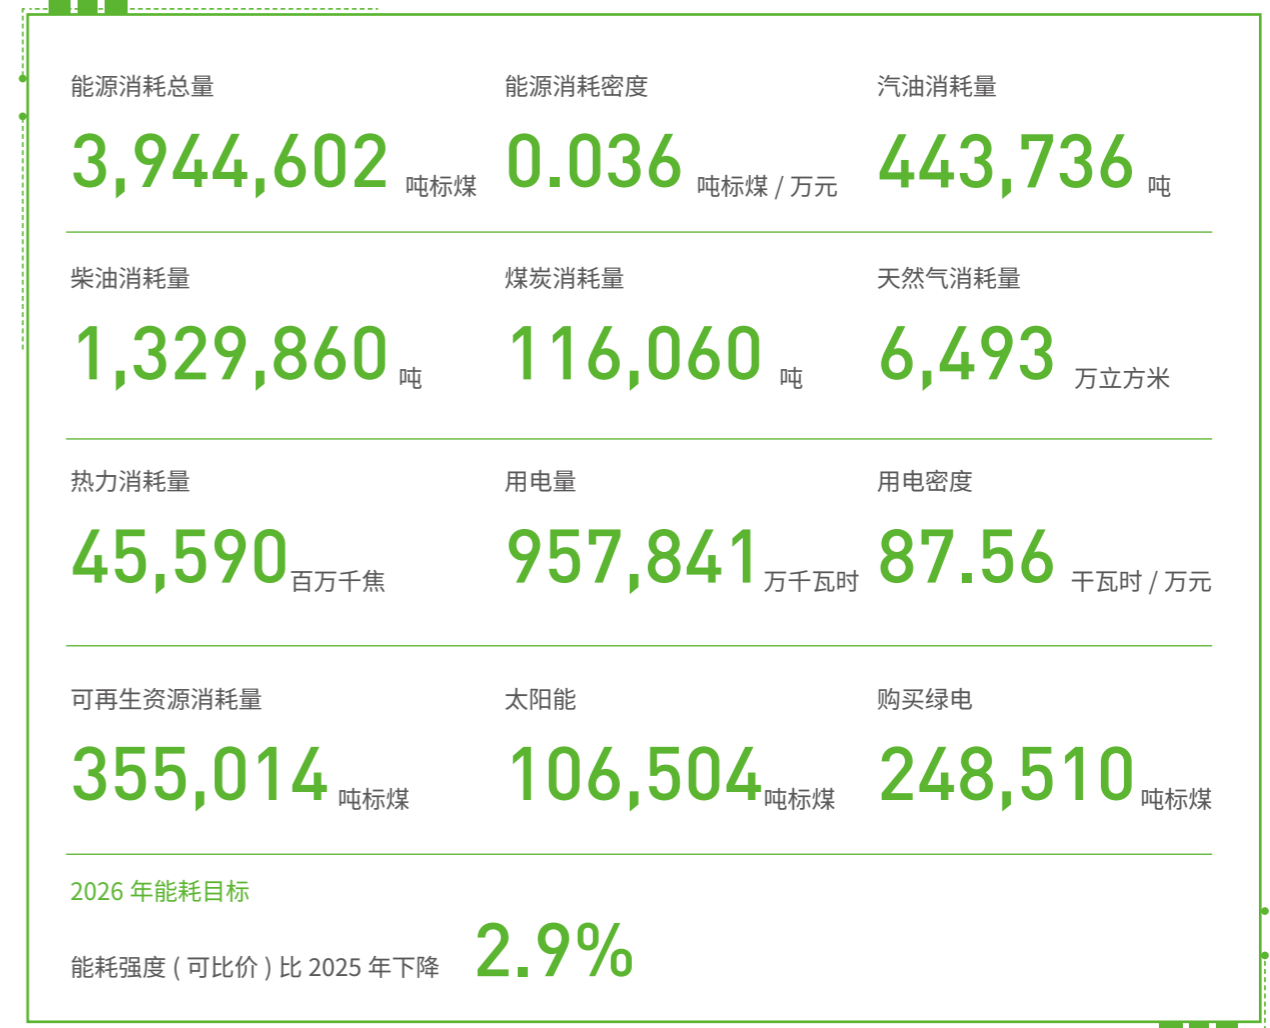 能源消耗总量
3,944,602 吨标煤
能源消耗密度
0.036 吨标煤 / 万元
汽油消耗量
443,736 吨
柴油消耗量
1,329,860 吨
煤炭消耗量
116,060 吨
天然气消耗量
6,493 万立方米
热力消耗量
45,590 百万千焦
用电量
957,841 万千瓦时
用电密度
87.56 千瓦时 / 万元
可再生资源消耗量
355,014 吨标煤
太阳能
106,504 吨标煤
购买绿电
248,510 吨标煤
2026 年能耗目标
能耗强度 ( 可比价 ) 比 2025 年下降 2.9%